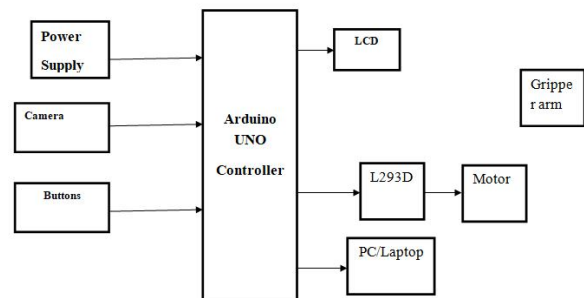 Power
Supply
Camera
Buttons
Arduino
UNO
Controller
LCD
L293D
Motor
PC/Laptop
Grippe
r arm